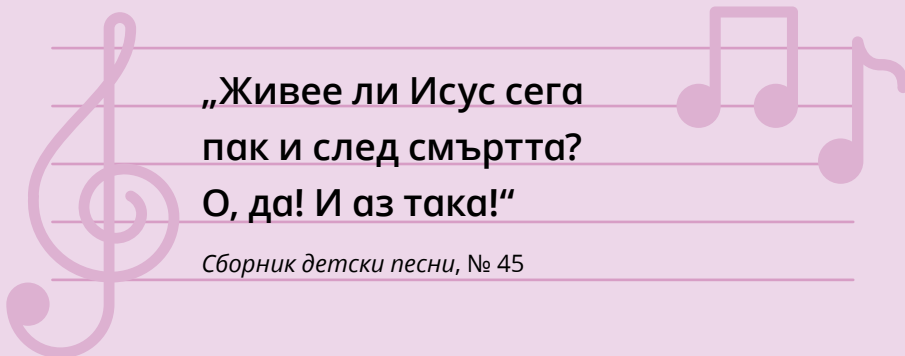 „Живее ли Исус сега
пак и след смъртта?
О, да! И аз така!“
Сборник детски песни, № 45